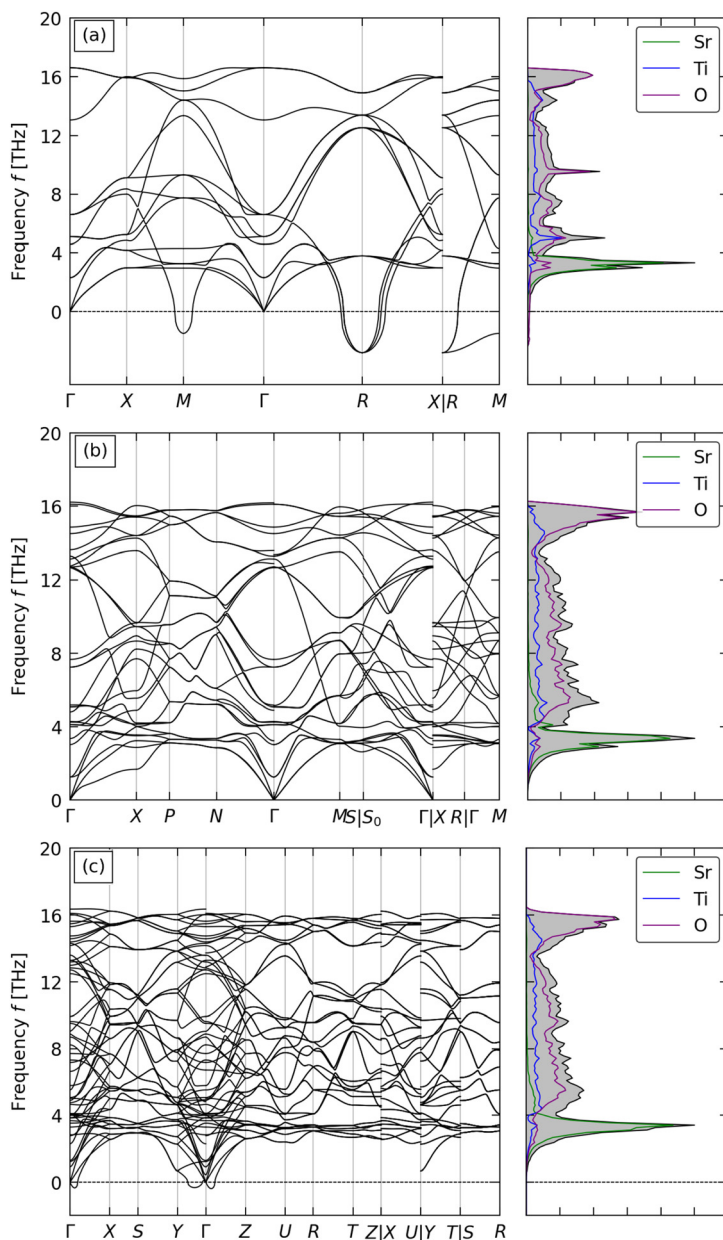 (a)
Frequency f [THz]
20
16
12
8
4
0
Γ X M Γ R X|R M
Sr
Ti
O
(b)
Frequency f [THz]
20
16
12
8
4
0
Γ X P N Γ M S|S₀ Γ|X R|Γ M
Sr
Ti
O
(c)
Frequency f [THz]
20
16
12
8
4
0
Γ X S Y Γ Z U R T Z|X U|Y T|S R
Sr
Ti
O